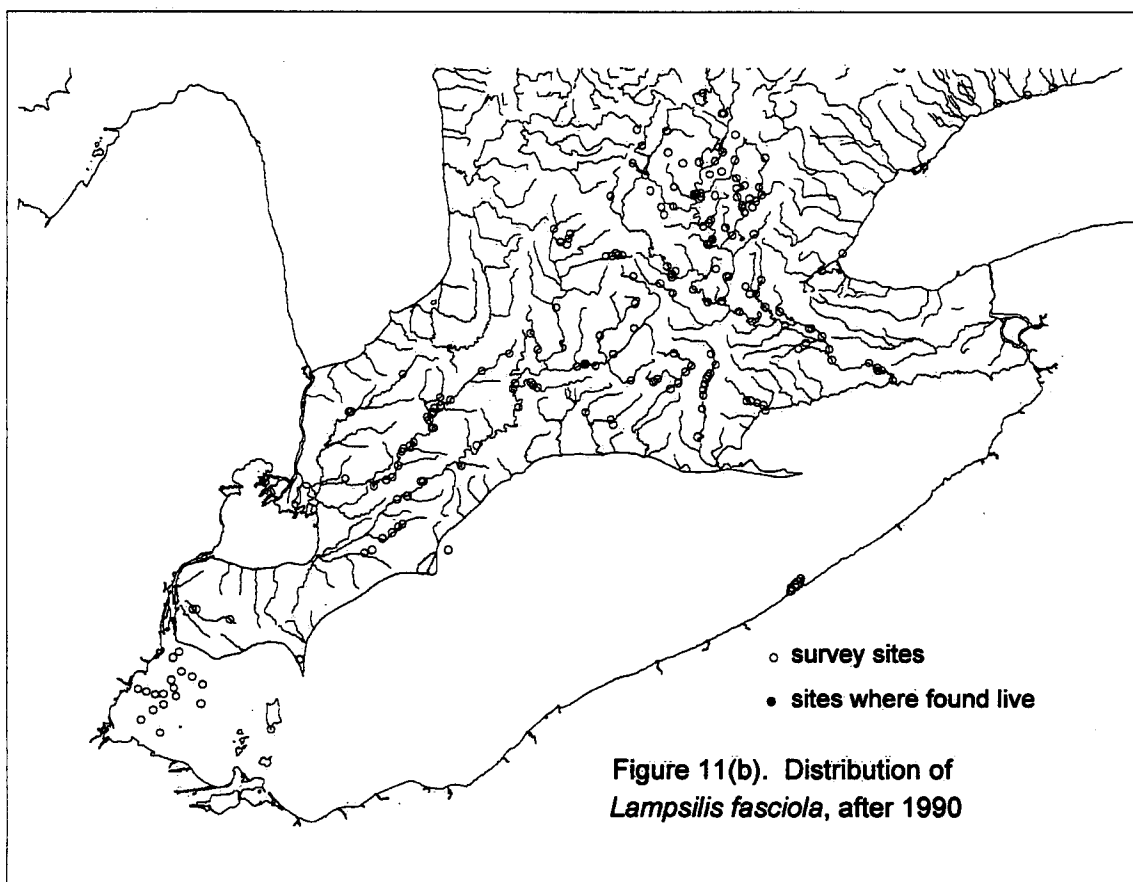 survey sites
sites where found live
Figure 11(b). Distribution of
Lampsilis fasciola, after 1990